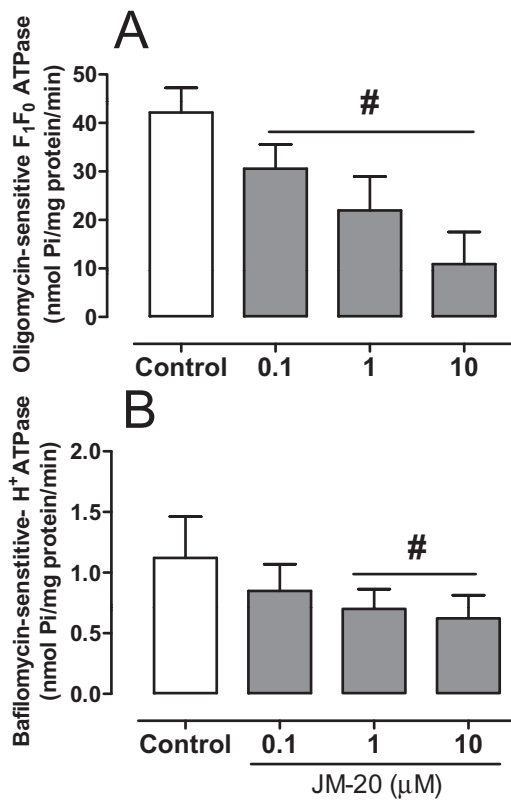 A
Oligomycin-sensitive F₁F₀ ATPase
(nmol Pi/mg protein/min)
50
40
30
20
10
0
#
Control 0.1 1 10
B
Bafilomycin-senstitive- H⁺ATPase
(nmol Pi/mg protein/min)
2.0
1.5
1.0
0.5
0.0
#
Control 0.1 1 10
JM-20 (μM)